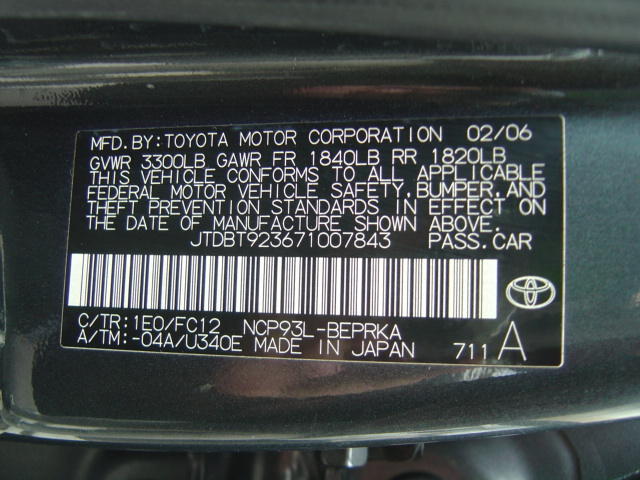 MFD. BY: TOYOTA MOTOR CORPORATION 02/06
GVWR 3300LB GAWR FR 1840LB RR 1820LB
THIS VEHICLE CONFORMS TO ALL APPLICABLE
FEDERAL MOTOR VEHICLE SAFETY, BUMPER, AND
THEFT PREVENTION STANDARDS IN EFFECT ON
THE DATE OF MANUFACTURE SHOWN ABOVE.
JTDBT923671007843 PASS. CAR
C/TR: 1E0/FC12 NCP93L-BEPRKA
A/TM: -04A/U340E MADE IN JAPAN 711 A